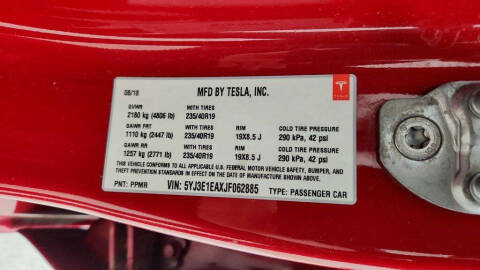 08/18 MFD BY TESLA, INC.
GVWR WITH TIRES
2180 kg (4806 lb) 235/40R19
GAWR FRT WITH TIRES RIM COLD TIRE PRESSURE
1110 kg (2447 lb) 235/40R19 19X8.5 J 290 kPa, 42 psi
GAWR RR WITH TIRES RIM COLD TIRE PRESSURE
1257 kg (2771 lb) 235/40R19 19X8.5 J 290 kPa, 42 psi
THIS VEHICLE CONFORMS TO ALL APPLICABLE U.S. FEDERAL MOTOR VEHICLE SAFETY, BUMPER, AND
THEFT PREVENTION STANDARDS IN EFFECT ON THE DATE OF MANUFACTURE SHOWN ABOVE.
PNT: PPMR VIN: 5YJ3E1EAXJF062885 TYPE: PASSENGER CAR